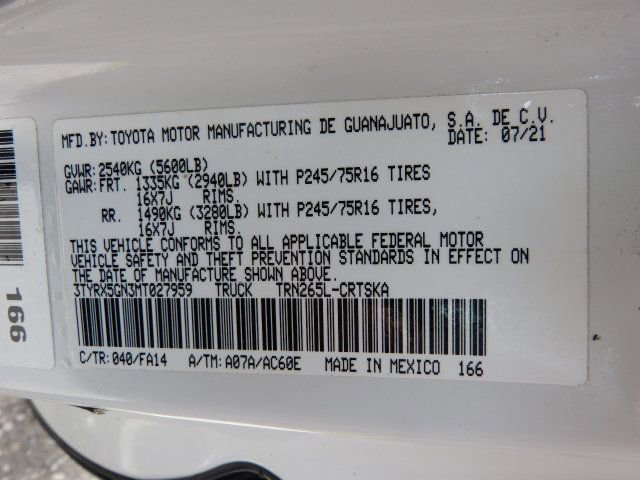 MFD.BY:TOYOTA MOTOR MANUFACTURING DE GUANAJUATO, S.A. DE C.V.
DATE: 07/21
GVWR:2540KG (5600LB)
GAWR:FRT. 1335KG (2940LB) WITH P245/75R16 TIRES
16X7J RIMS.
RR. 1490KG (3280LB) WITH P245/75R16 TIRES,
16X7J RIMS.
THIS VEHICLE CONFORMS TO ALL APPLICABLE FEDERAL MOTOR
VEHICLE SAFETY AND THEFT PREVENTION STANDARDS IN EFFECT ON
THE DATE OF MANUFACTURE SHOWN ABOVE.
3TYRX5GN3MT027959 TRUCK TRN265L-CRTSKA
C/TR:040/FA14 A/TM:A07A/AC60E MADE IN MEXICO 166
166